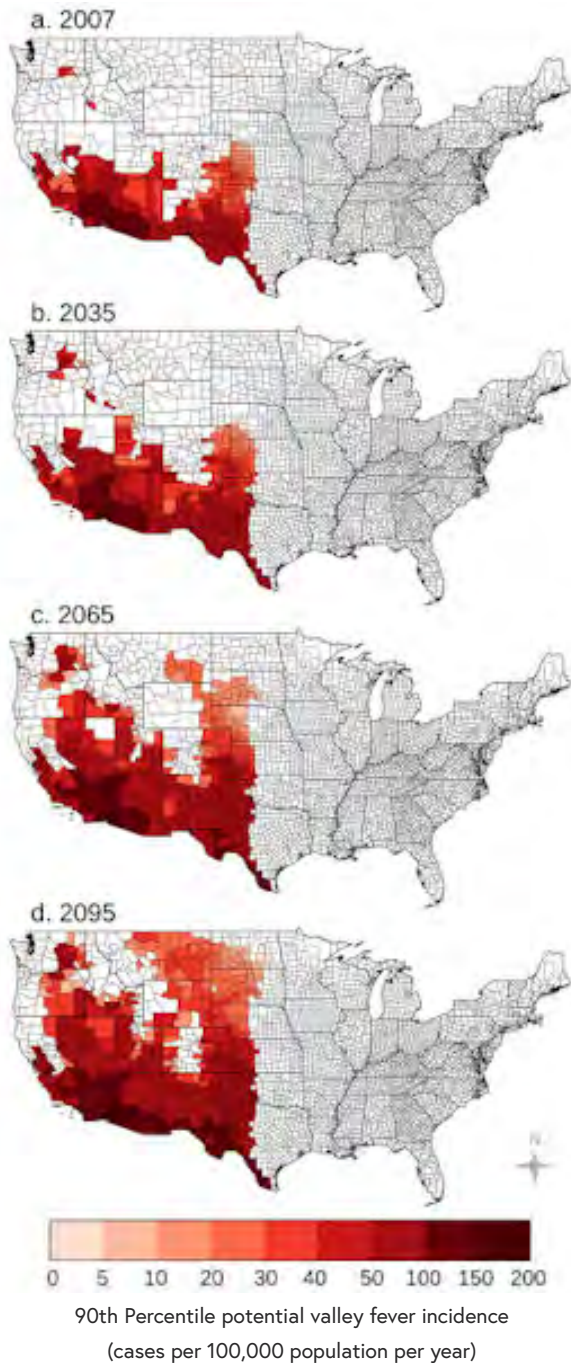 a. 2007
b. 2035
c. 2065
d. 2095
N
0 5 10 20 30 40 50 100 150 200
90th Percentile potential valley fever incidence
(cases per 100,000 population per year)